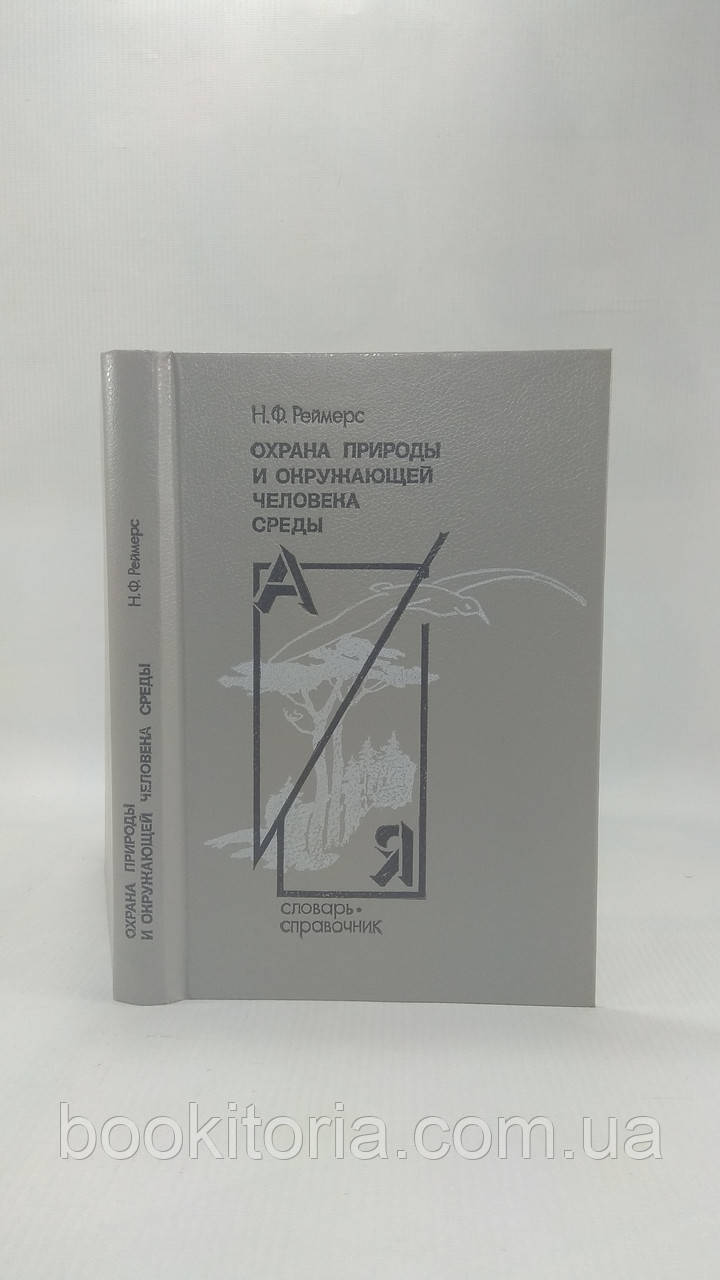 Н.Ф. Реймерс
ОХРАНА ПРИРОДЫ
И ОКРУЖАЮЩЕЙ
ЧЕЛОВЕКА
СРЕДЫ
А
Я
словарь•
справочник
Н.Ф. Реймерс
ОХРАНА ПРИРОДЫ
И ОКРУЖАЮЩЕЙ ЧЕЛОВЕКА СРЕДЫ
bookitoria.com.ua